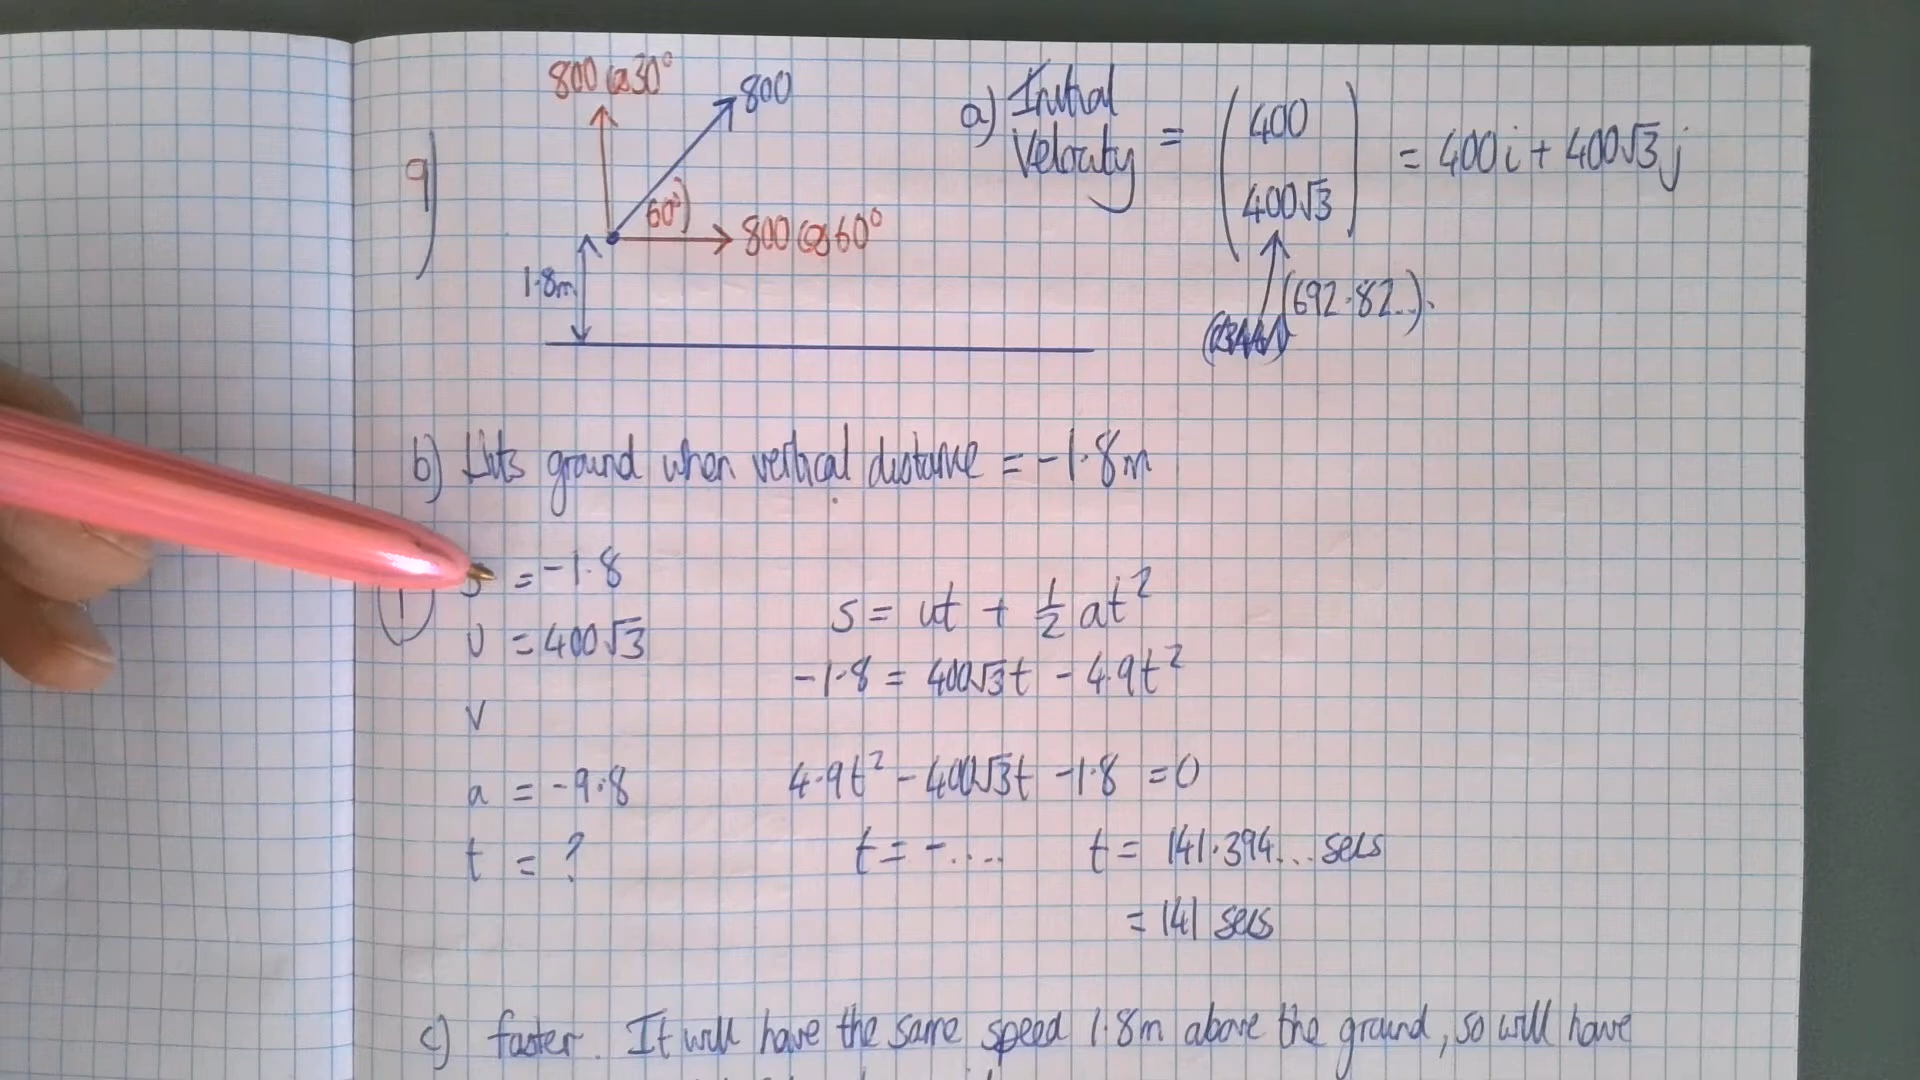 9)
800 cos 30°
800
60°
800 cos 60°
1.8m
a) Initial Velocity = (400 400√3) = 400i + 400√3 j
(692.82...).
b) Hits ground when vertical distance = -1.8m
(↑)
s = -1.8
u = 400√3
v
a = -9.8
t = ?
s = ut + ½ at²
-1.8 = 400√3t - 4.9t²
4.9t² - 400√3t - 1.8 = 0
t = -.... t = 141.394... secs
= 141 secs
c) faster. It will have the same speed 1.8m above the ground, so will have